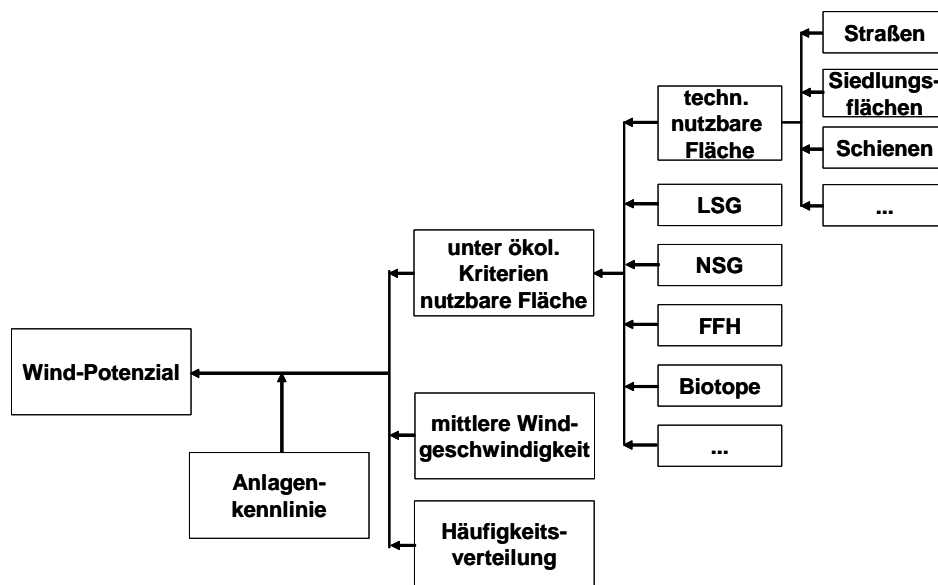 Straßen
Siedlungs-
flächen
Schienen
...
techn.
nutzbare
Fläche
LSG
NSG
FFH
Biotope
...
unter ökol.
Kriterien
nutzbare Fläche
mittlere Wind-
geschwindigkeit
Häufigkeits-
verteilung
Wind-Potenzial
Anlagen-
kennlinie